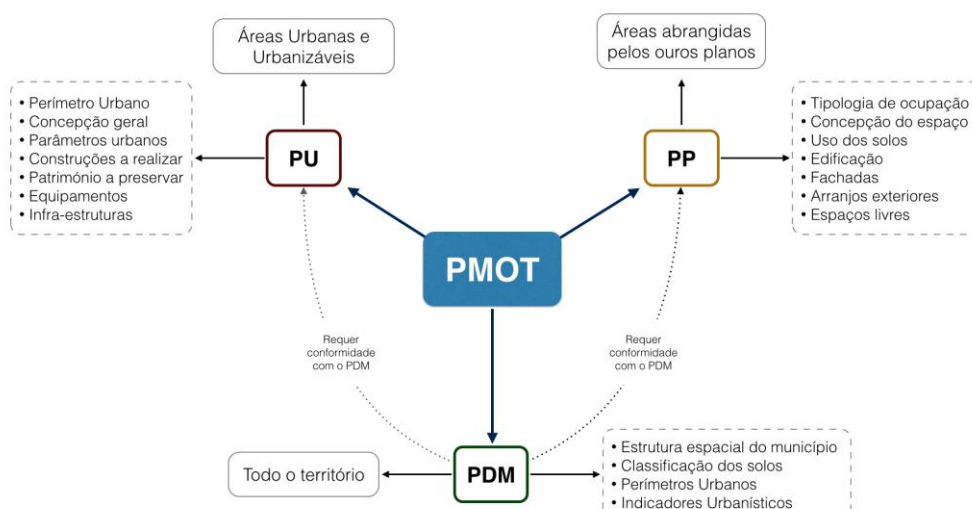 Áreas Urbanas e
Urbanizáveis
Áreas abrangidas
pelos ouros planos
• Perímetro Urbano
• Concepção geral
• Parâmetros urbanos
• Construções a realizar
• Património a preservar
• Equipamentos
• Infra-estruturas
PU
PP
• Tipologia de ocupação
• Concepção do espaço
• Uso dos solos
• Edificação
• Fachadas
• Arranjos exteriores
• Espaços livres
PMOT
Requer
conformidade
com o PDM
Requer
conformidade
com o PDM
Todo o território
PDM
• Estrutura espacial do município
• Classificação dos solos
• Perímetros Urbanos
• Indicadores Urbanísticos